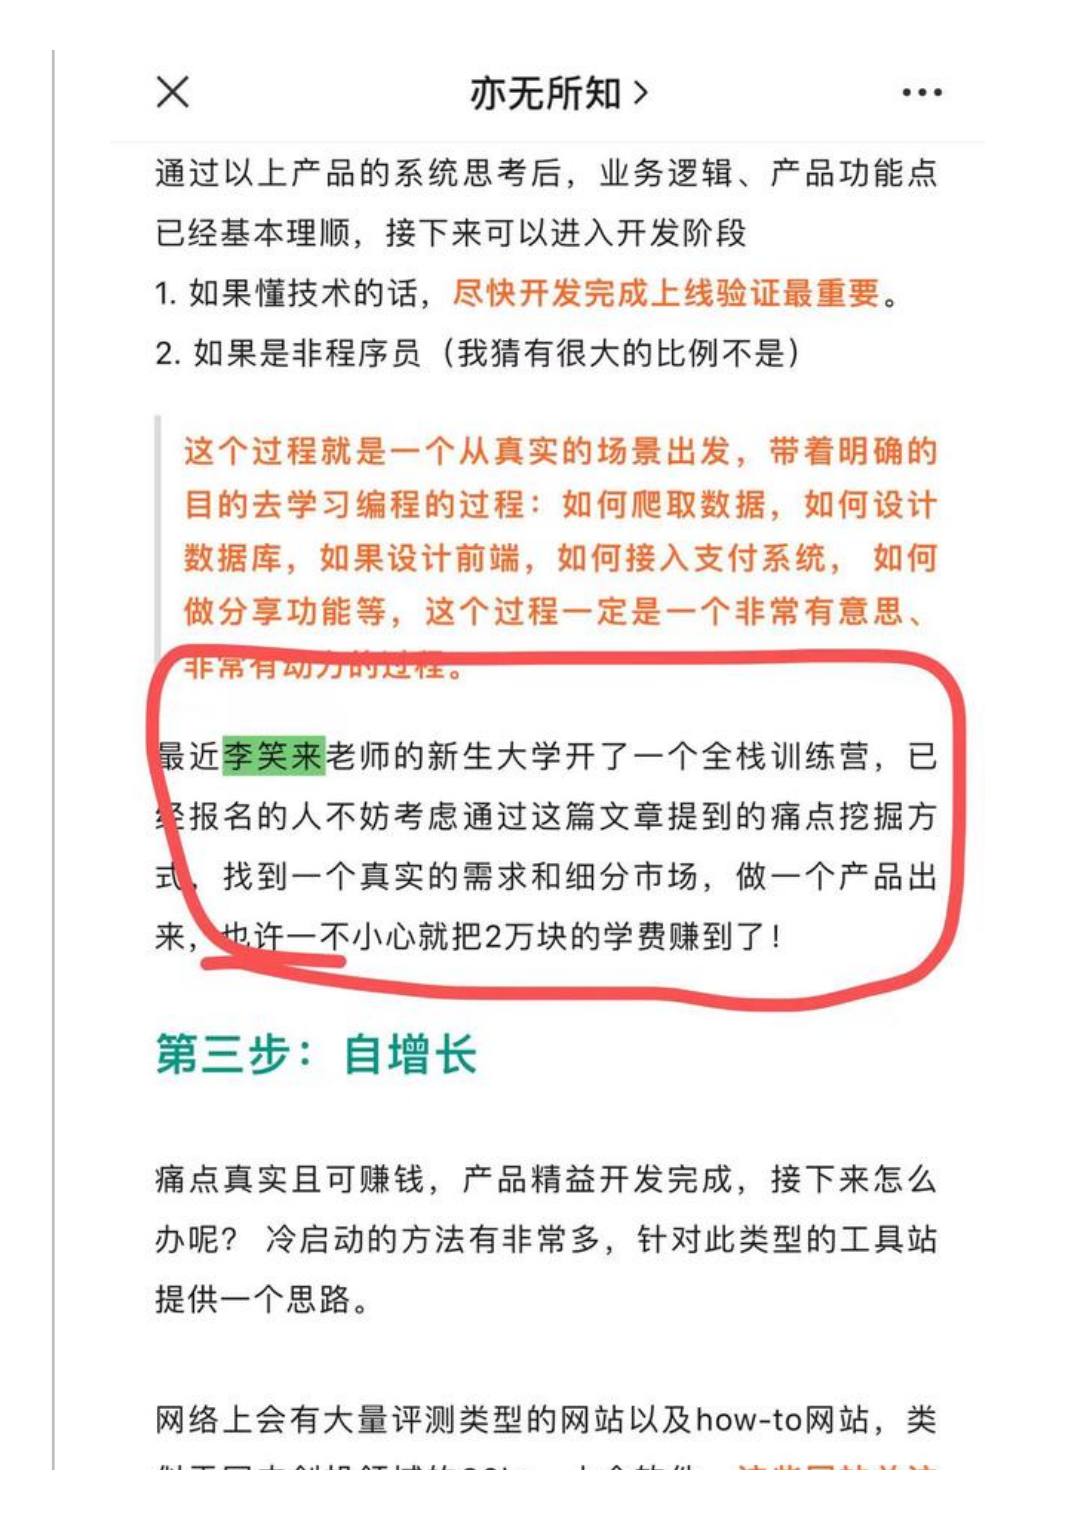 亦无所知 >
通过以上产品的系统思考后，业务逻辑、产品功能点
已经基本理顺，接下来可以进入开发阶段
1. 如果懂技术的话，尽快开发完成上线验证最重要。
2. 如果是非程序员（我猜有很大的比例不是）
这个过程就是一个从真实的场景出发，带着明确的
目的去学习编程的过程：如何爬取数据，如何设计
数据库，如果设计前端，如何接入支付系统， 如何
做分享功能等，这个过程一定是一个非常有意思、
非常有动力的过程。
最近李笑来老师的新生大学开了一个全栈训练营，已
经报名的人不妨考虑通过这篇文章提到的痛点挖掘方
式，找到一个真实的需求和细分市场，做一个产品出
来，也许一不小心就把2万块的学费赚到了！
第三步：自增长
痛点真实且可赚钱，产品精益开发完成，接下来怎么
办呢？ 冷启动的方法有非常多，针对此类型的工具站
提供一个思路。
网络上会有大量评测类型的网站以及how-to网站，类